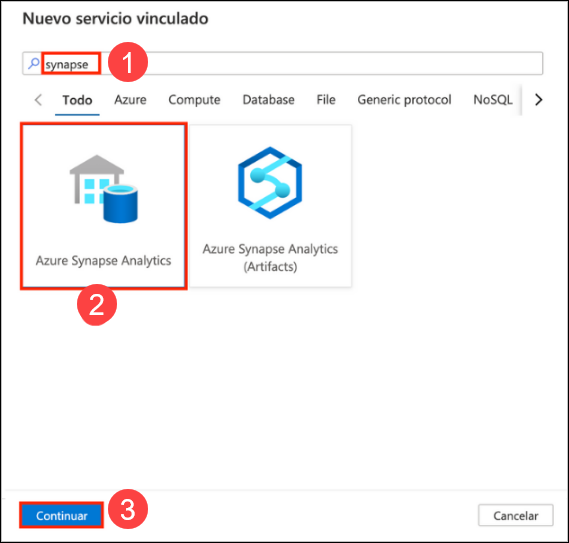 Nuevo servicio vinculado
synapse
1
Todo Azure Compute Database File Generic protocol NoSQL
Azure Synapse Analytics
Azure Synapse Analytics
(Artifacts)
2
Continuar
3
Cancelar